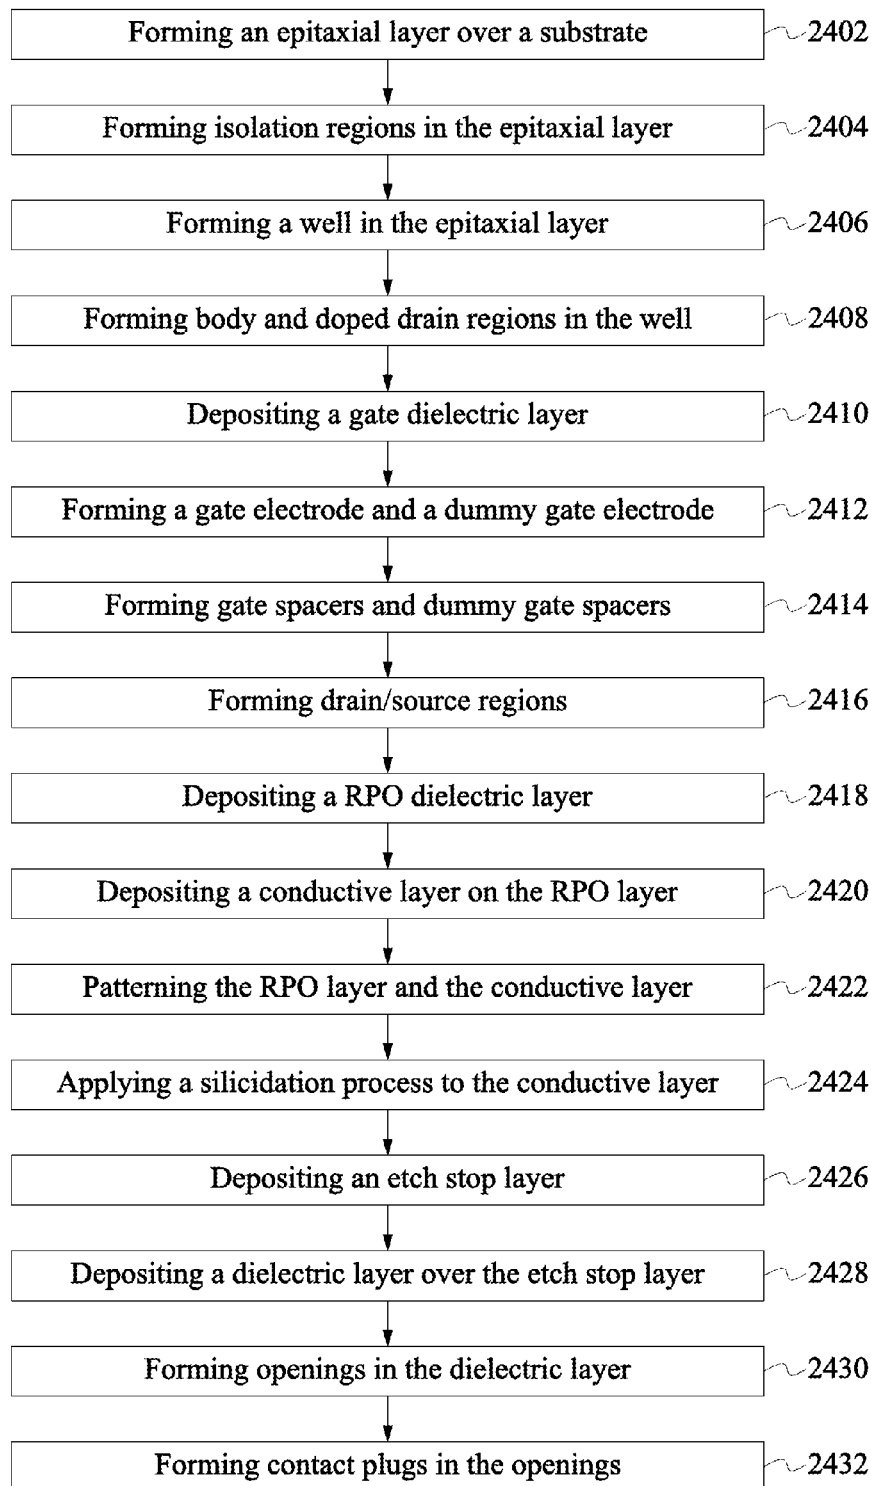 Forming an epitaxial layer over a substrate 2402
Forming isolation regions in the epitaxial layer 2404
Forming a well in the epitaxial layer 2406
Forming body and doped drain regions in the well 2408
Depositing a gate dielectric layer 2410
Forming a gate electrode and a dummy gate electrode 2412
Forming gate spacers and dummy gate spacers 2414
Forming drain/source regions 2416
Depositing a RPO dielectric layer 2418
Depositing a conductive layer on the RPO layer 2420
Patterning the RPO layer and the conductive layer 2422
Applying a silicidation process to the conductive layer 2424
Depositing an etch stop layer 2426
Depositing a dielectric layer over the etch stop layer 2428
Forming openings in the dielectric layer 2430
Forming contact plugs in the openings 2432